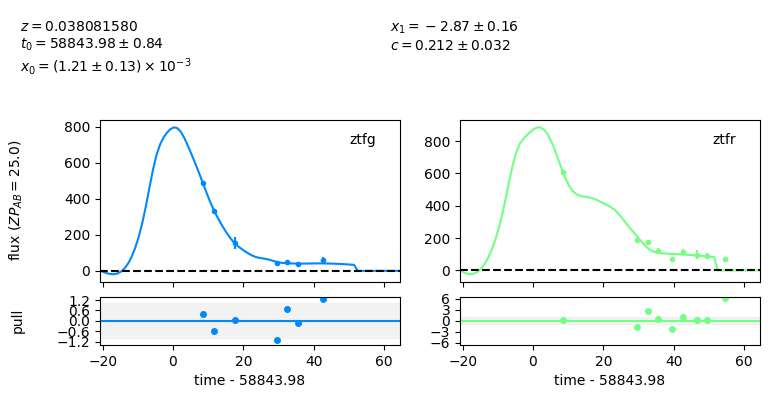 z = 0.038081580
t0 = 58843.98 ± 0.84
x0 = (1.21 ± 0.13) × 10^−3
x1 = −2.87 ± 0.16
c = 0.212 ± 0.032
flux (ZP_AB = 25.0)
800
600
400
200
0
ztfg
800
600
400
200
0
ztfr
pull
1.2
0.6
0.0
−0.6
−1.2
6
3
0
−3
−6
−20 0 20 40 60
−20 0 20 40 60
time - 58843.98
time - 58843.98